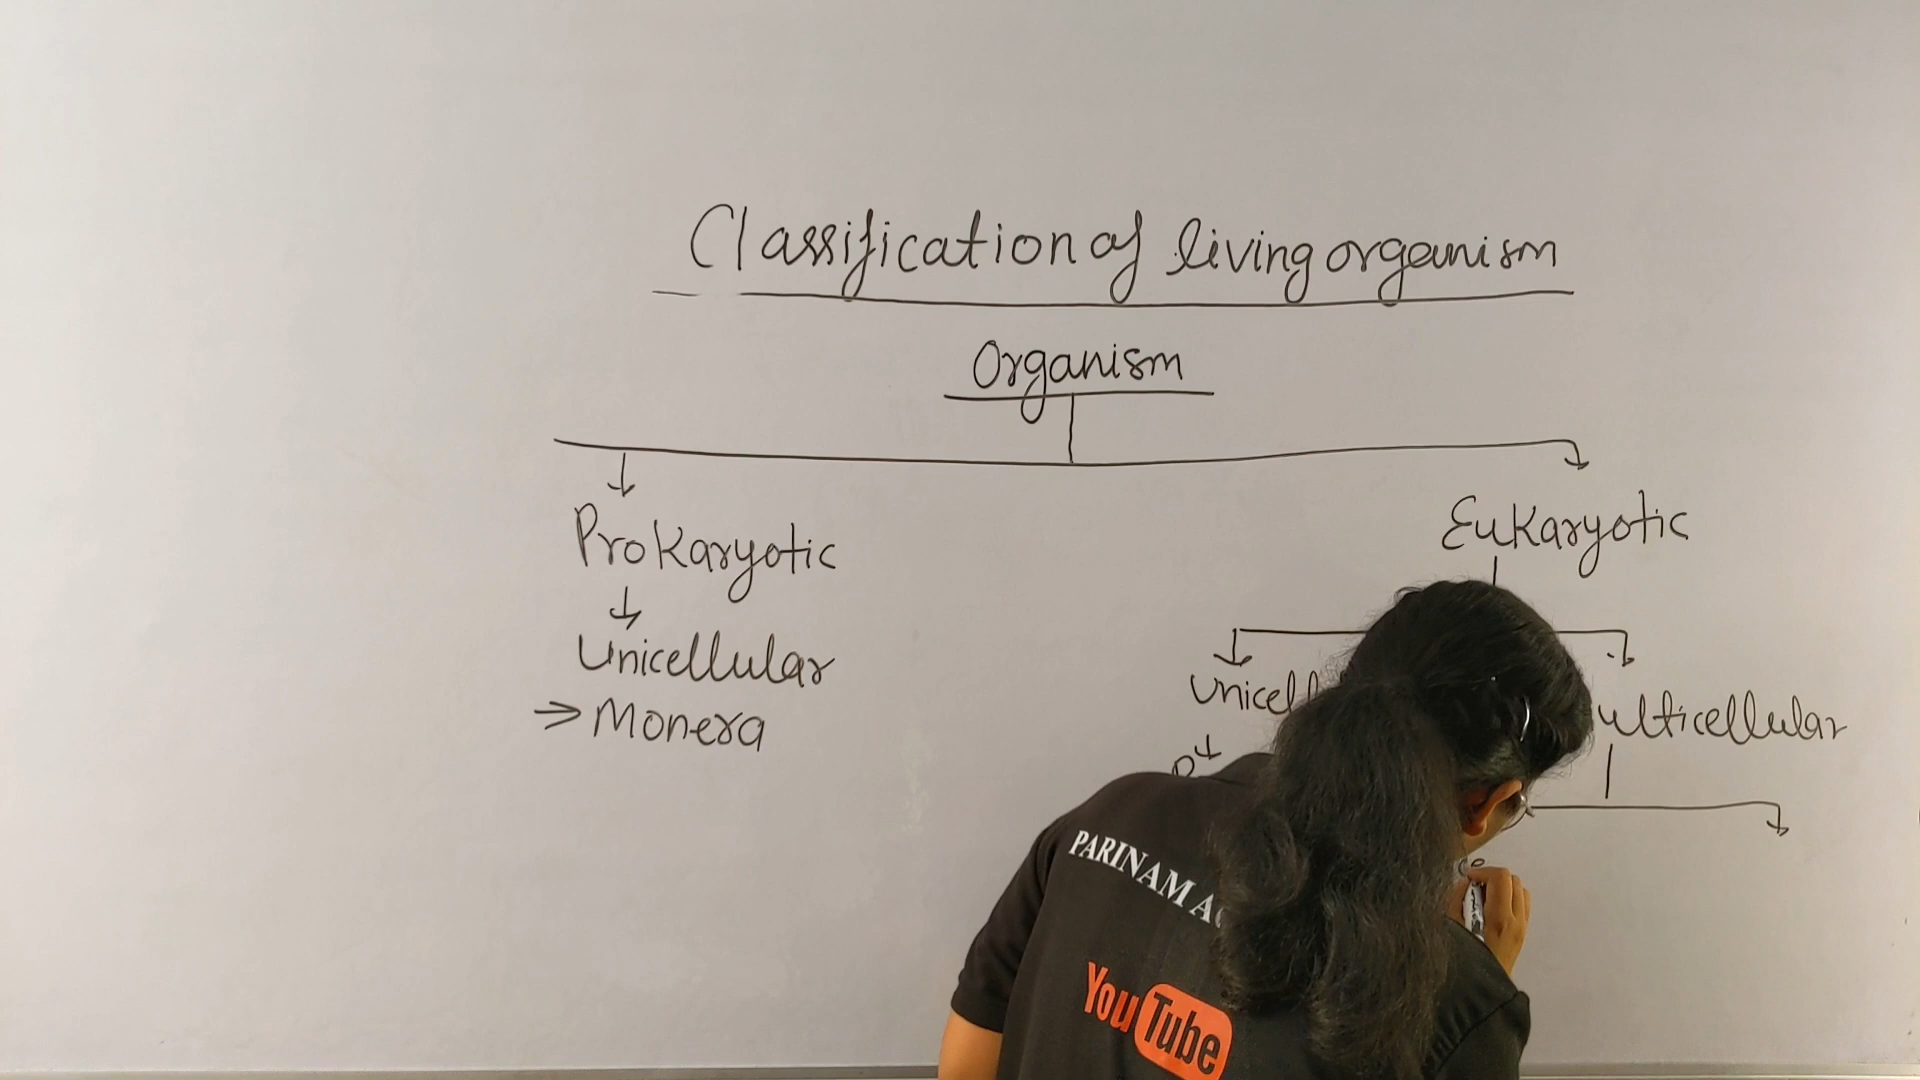 Classification of living organism
Organism
Prokaryotic
Eukaryotic
Unicellular
⇒ Monera
PARINAM
YouTube